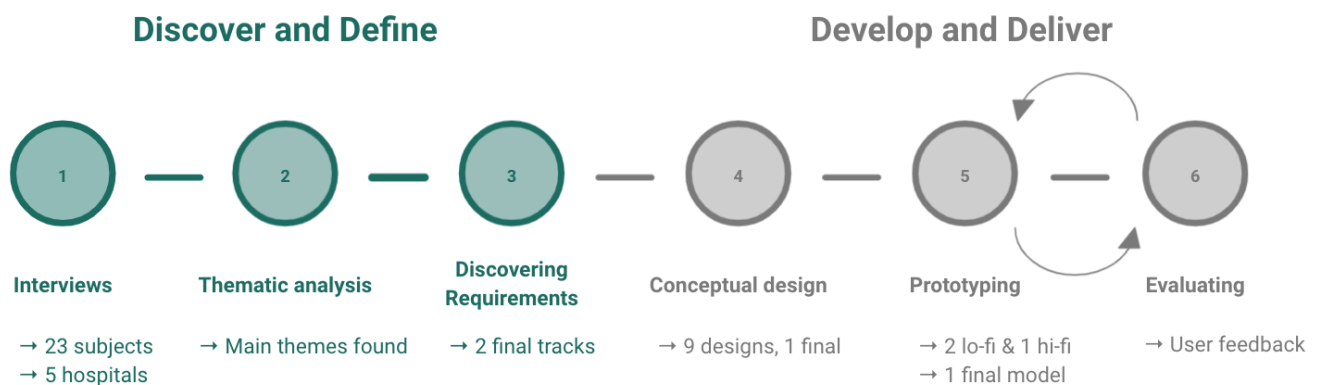 Discover and Define
Develop and Deliver
1
2
3
4
5
6
Interviews
Thematic analysis
Discovering
Requirements
Conceptual design
Prototyping
Evaluating
→ 23 subjects
→ 5 hospitals
→ Main themes found
→ 2 final tracks
→ 9 designs, 1 final
→ 2 lo-fi & 1 hi-fi
→ 1 final model
→ User feedback